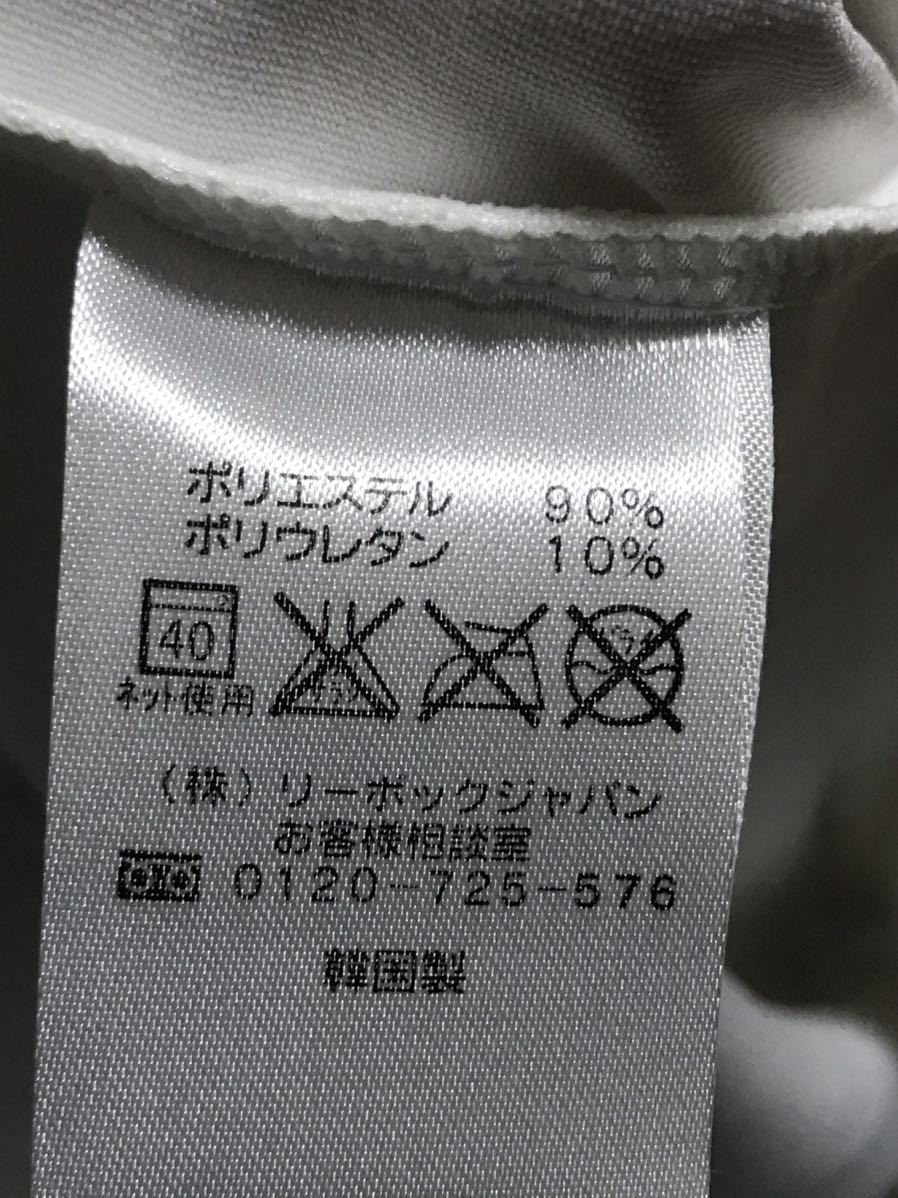 ポリエステル 90%
ポリウレタン 10%
40
ネット使用
(株)リーボックジャパン
お客様相談室
0120-725-576
韓国製